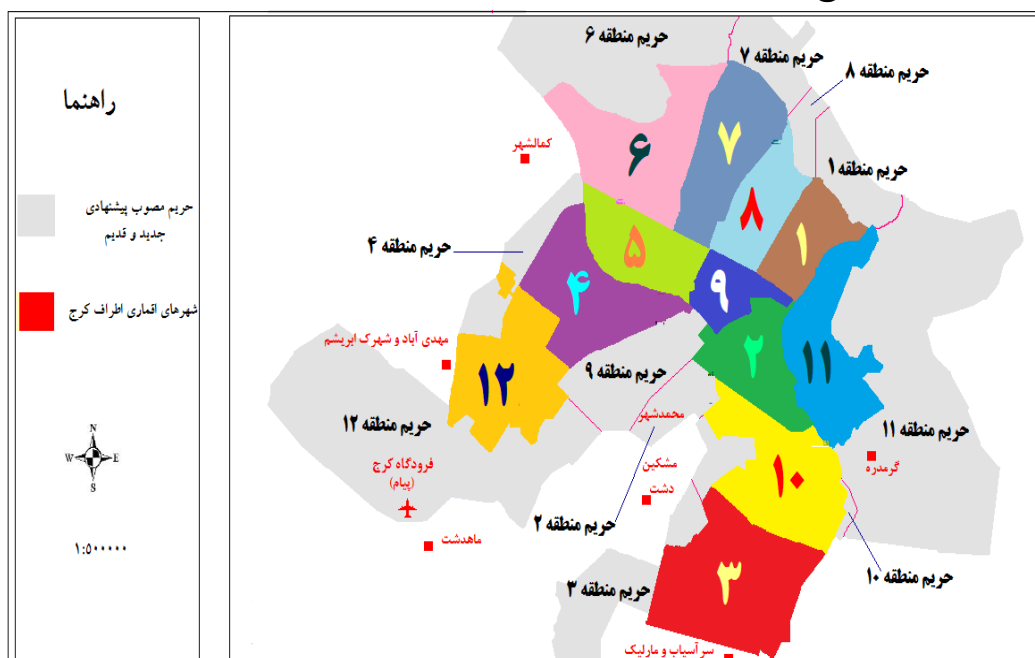 راهنما
حریم مصوب پیشنهادی
جدید و قدیم
شهرهای اقماری اطراف کرج
N
W E
S
۱:۵۰۰۰۰۰
حریم منطقه ۶
حریم منطقه ۷
حریم منطقه ۸
حریم منطقه ۱
کمالشهر
۶
۷
۸
۱
حریم منطقه ۴
۵
۴
۹
مهدی آباد و شهرک ابریشم
۱۲
حریم منطقه ۹
۲
۱۱
حریم منطقه ۱۲
محمدشهر
حریم منطقه ۱۱
فرودگاه کرج
(پیام)
مشکین
دشت
گرمدره
۱۰
حریم منطقه ۲
ماهدشت
حریم منطقه ۱۰
حریم منطقه ۳
۳
سرآسیاب و مارلیک